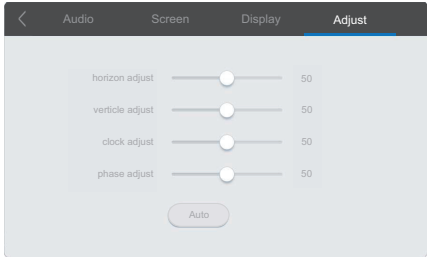 Audio Screen Display Adjust
horizon adjust 50
verticle adjust 50
clock adjust 50
phase adjust 50
Auto